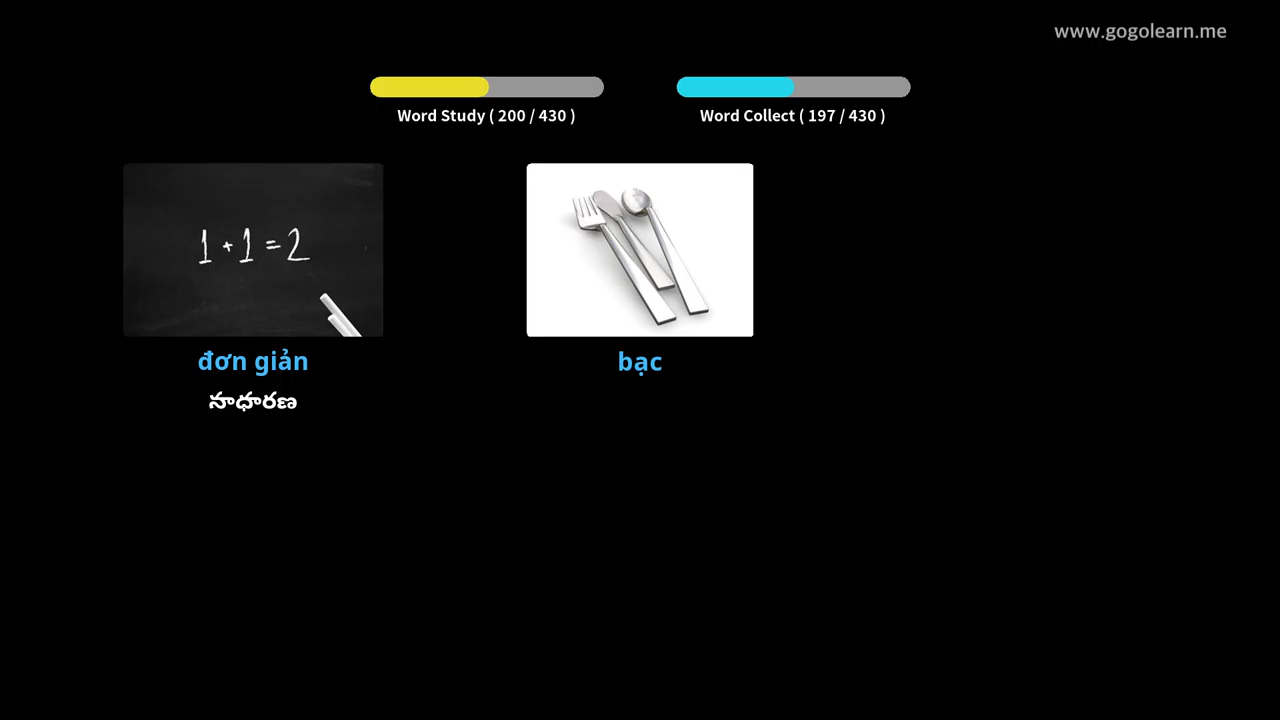 www.gogolearn.me
Word Study ( 200 / 430 )
Word Collect ( 197 / 430 )
1 + 1 = 2
đơn giản
bạc
సాధారణ